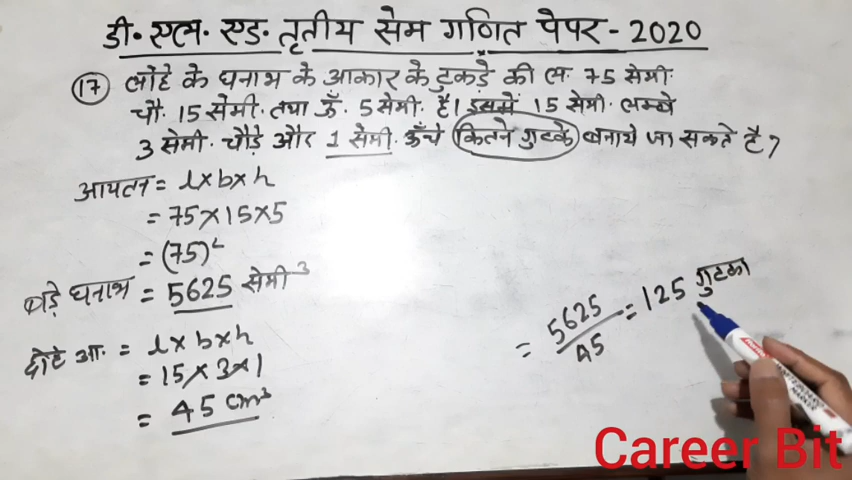 डी. एल. एड. तृतीय सेम गणित पेपर - 2020
(17) लोहे के घनाभ के आकार के टुकड़े की ल. 75 सेमी.
चौ. 15 सेमी. तथा ऊँ. 5 सेमी. है। इसमें 15 सेमी. लम्बे
3 सेमी. चौड़े और 1 सेमी. ऊँचे कितने गुटके बनाये जा सकते है?
आयतन = l x b x h
= 75 x 15 x 5
= (75)²
बड़े घनाभ = 5625 सेमी³
छोटे आ. = l x b x h
= 15 x 3 x 1
= 45 cm³
= 5625/45 = 125 गुटका
Career Bit